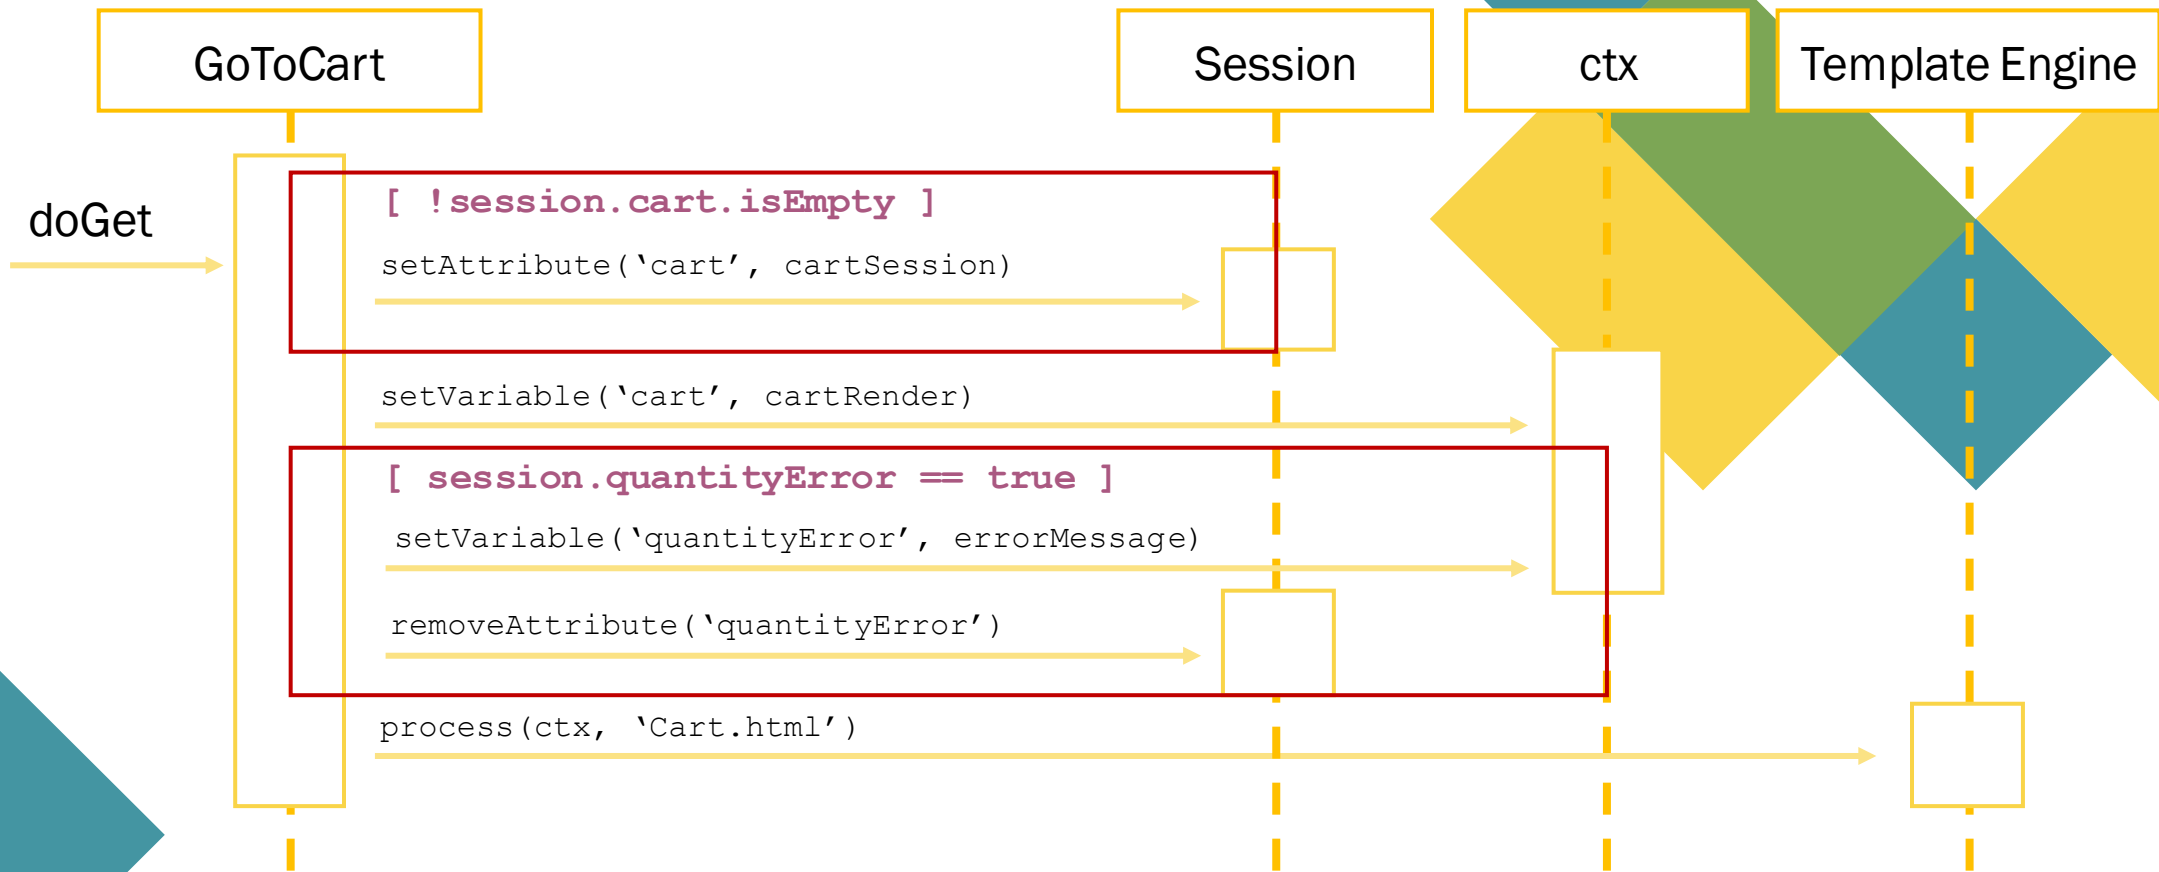 GoToCart
Session
ctx
Template Engine
doGet
[ !session.cart.isEmpty ]
setAttribute(‘cart’, cartSession)
setVariable(‘cart’, cartRender)
[ session.quantityError == true ]
setVariable(‘quantityError’, errorMessage)
removeAttribute(‘quantityError’)
process(ctx, ‘Cart.html’)